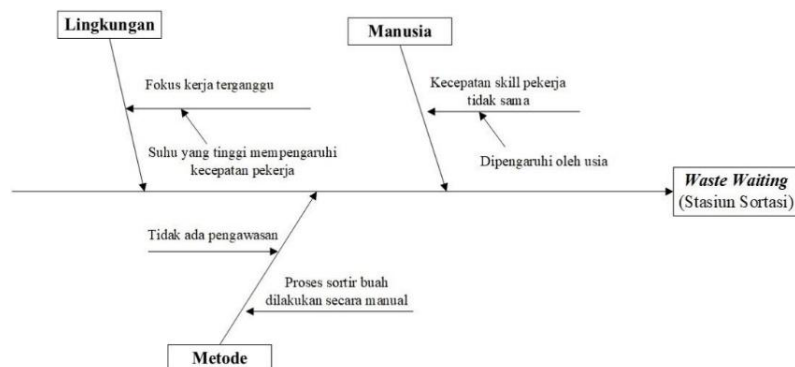 Lingkungan
Manusia
Fokus kerja terganggu
Kecepatan skill pekerja
tidak sama
Suhu yang tinggi mempengaruhi
kecepatan pekerja
Dipengaruhi oleh usia
Waste Waiting
(Stasiun Sortasi)
Tidak ada pengawasan
Proses sortir buah
dilakukan secara manual
Metode